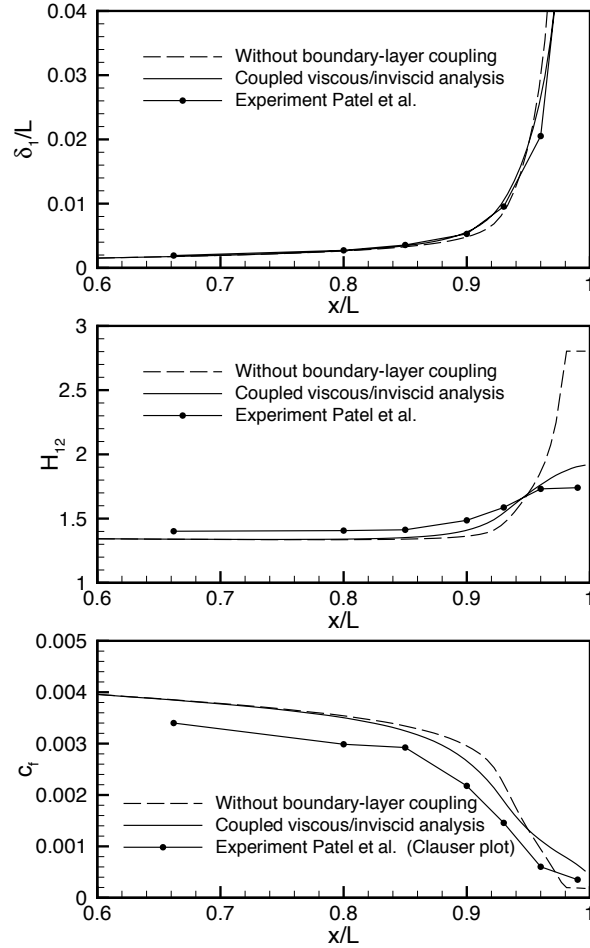 0.04
0.03
0.02
0.01
0
δ1/L
Without boundary-layer coupling
Coupled viscous/inviscid analysis
Experiment Patel et al.
0.6 0.7 0.8 0.9 1
x/L
3
2.5
2
1.5
1
H12
Without boundary-layer coupling
Coupled viscous/inviscid analysis
Experiment Patel et al.
0.6 0.7 0.8 0.9 1
x/L
0.005
0.004
0.003
0.002
0.001
0
cf
Without boundary-layer coupling
Coupled viscous/inviscid analysis
Experiment Patel et al. (Clauser plot)
0.6 0.7 0.8 0.9 1
x/L